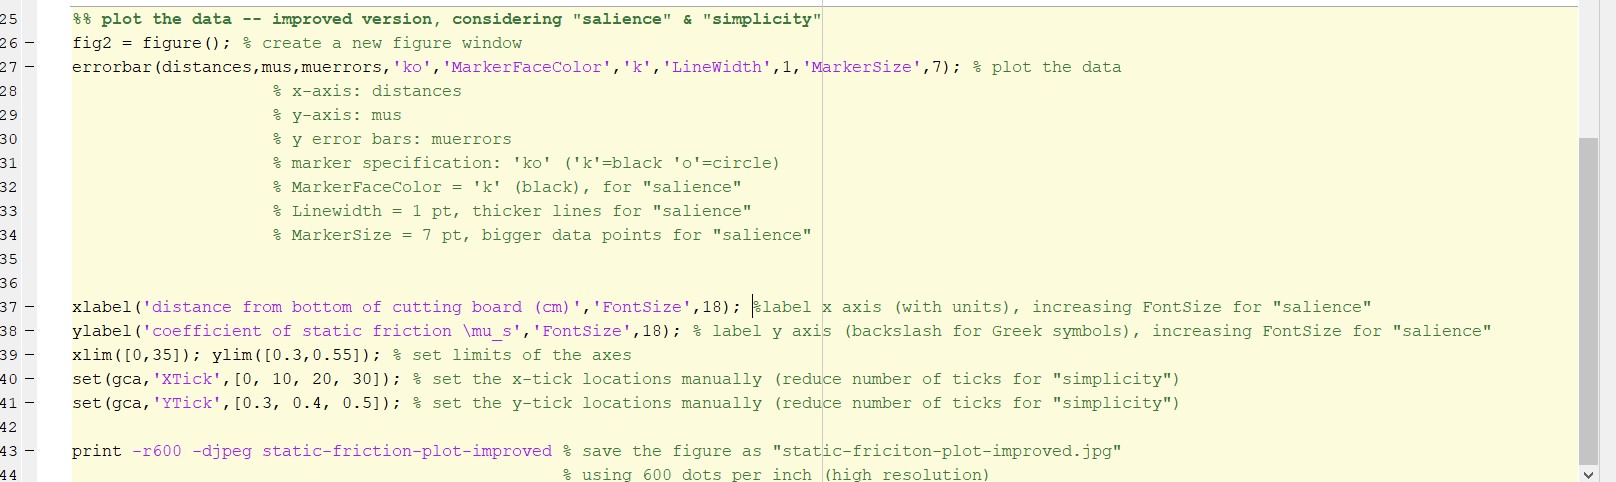 25 %% plot the data -- improved version, considering "salience" & "simplicity"
26 – fig2 = figure(); % create a new figure window
27 – errorbar(distances,mus,muerrors,'ko','MarkerFaceColor','k','LineWidth',1,'MarkerSize',7); % plot the data
28 % x-axis: distances
29 % y-axis: mus
30 % y error bars: muerrors
31 % marker specification: 'ko' ('k'=black 'o'=circle)
32 % MarkerFaceColor = 'k' (black), for "salience"
33 % Linewidth = 1 pt, thicker lines for "salience"
34 % MarkerSize = 7 pt, bigger data points for "salience"
35
36
37 – xlabel('distance from bottom of cutting board (cm)','FontSize',18); %label x axis (with units), increasing FontSize for "salience"
38 – ylabel('coefficient of static friction \mu_s','FontSize',18); % label y axis (backslash for Greek symbols), increasing FontSize for "salience"
39 – xlim([0,35]); ylim([0.3,0.55]); % set limits of the axes
40 – set(gca,'XTick',[0, 10, 20, 30]); % set the x-tick locations manually (reduce number of ticks for "simplicity")
41 – set(gca,'YTick',[0.3, 0.4, 0.5]); % set the y-tick locations manually (reduce number of ticks for "simplicity")
42
43 – print -r600 -djpeg static-friction-plot-improved % save the figure as "static-friciton-plot-improved.jpg"
44 % using 600 dots per inch (high resolution)